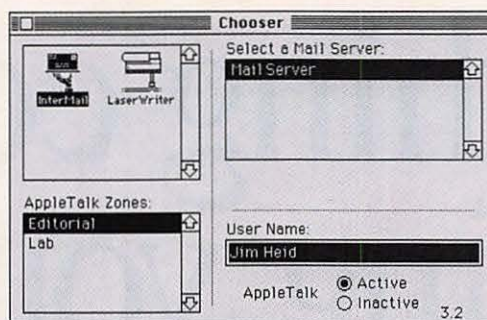 Chooser
InterMail
LaserWriter
AppleTalk Zones:
Editorial
Lab
Select a Mail Server:
Mail Server
User Name:
Jim Heid
AppleTalk
Active
Inactive
3.2